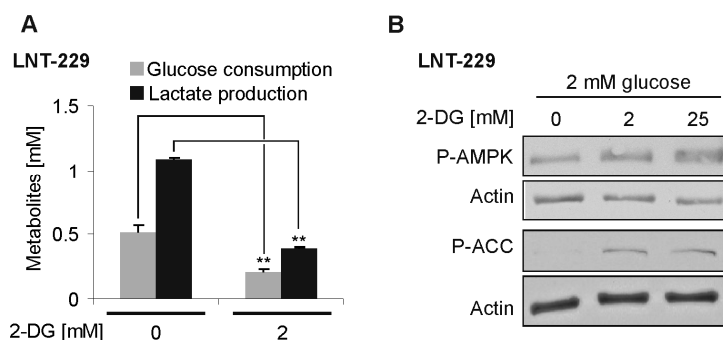 A
LNT-229
Glucose consumption
Lactate production
Metabolites [mM]
1.5
1
0.5
0
** **
2-DG [mM] 0 2
B
LNT-229
2 mM glucose
2-DG [mM] 0 2 25
P-AMPK
Actin
P-ACC
Actin